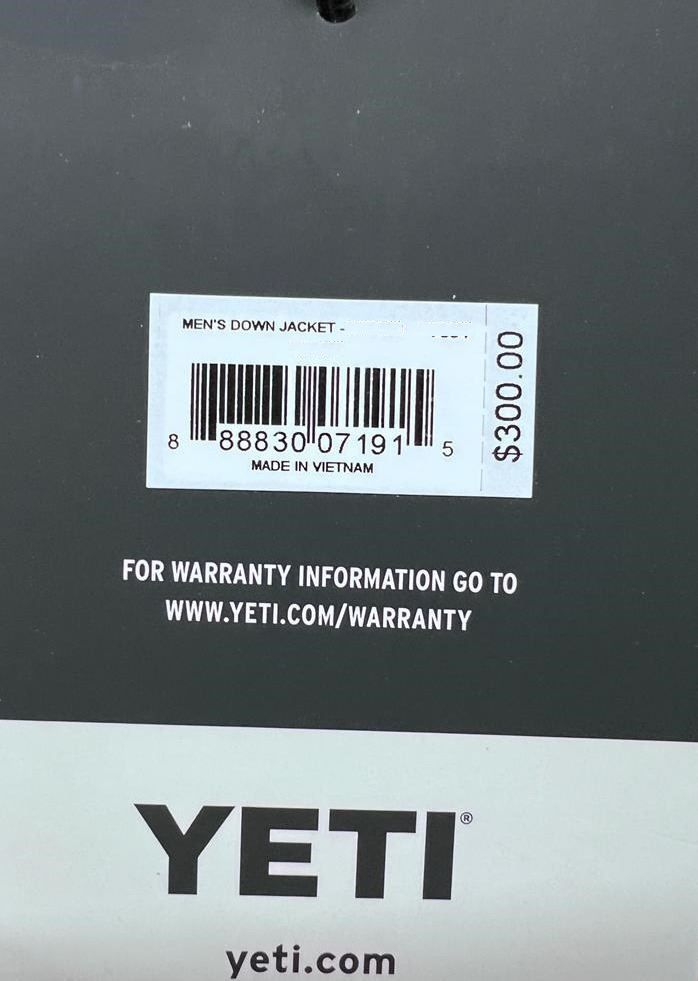 MEN'S DOWN JACKET -
8 88830 07191 5
MADE IN VIETNAM
$300.00
FOR WARRANTY INFORMATION GO TO
WWW.YETI.COM/WARRANTY
YETI®
yeti.com